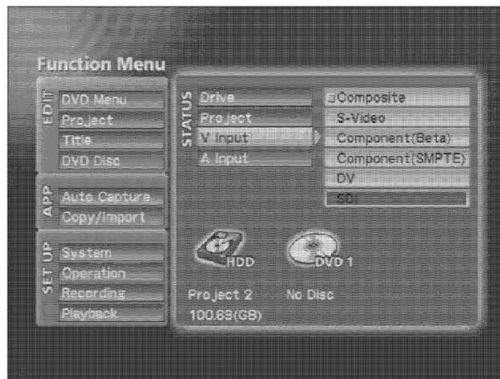 Function Menu
EDIT
DVD Menu
Project
Title
DVD Disc
APP
Auto Capture
Copy/Import
SET UP
System
Operation
Recording
Playback
STATUS
Drive
Project
V Input
A Input
Composite
S-Video
Component(Beta)
Component(SMPTE)
DV
SDI
HDD
DVD 1
Project 2
No Disc
100.63(GB)